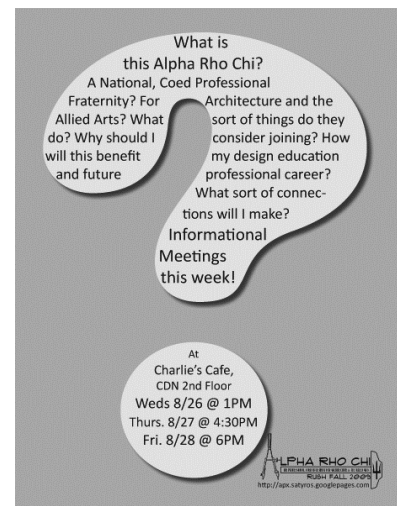 What is
this Alpha Rho Chi?
A National, Coed Professional
Fraternity? For Architecture and the
Allied Arts? What sort of things do they
do? Why should I consider joining? How
will this benefit my design education
and future professional career?
What sort of connec-
tions will I make?
Informational
Meetings
this week!
At
Charlie's Cafe,
CDN 2nd Floor
Weds 8/26 @ 1PM
Thurs. 8/27 @ 4:30PM
Fri. 8/28 @ 6PM
ALPHA RHO CHI
RUSH FALL 2009
http://apx.satyros.googlepages.com